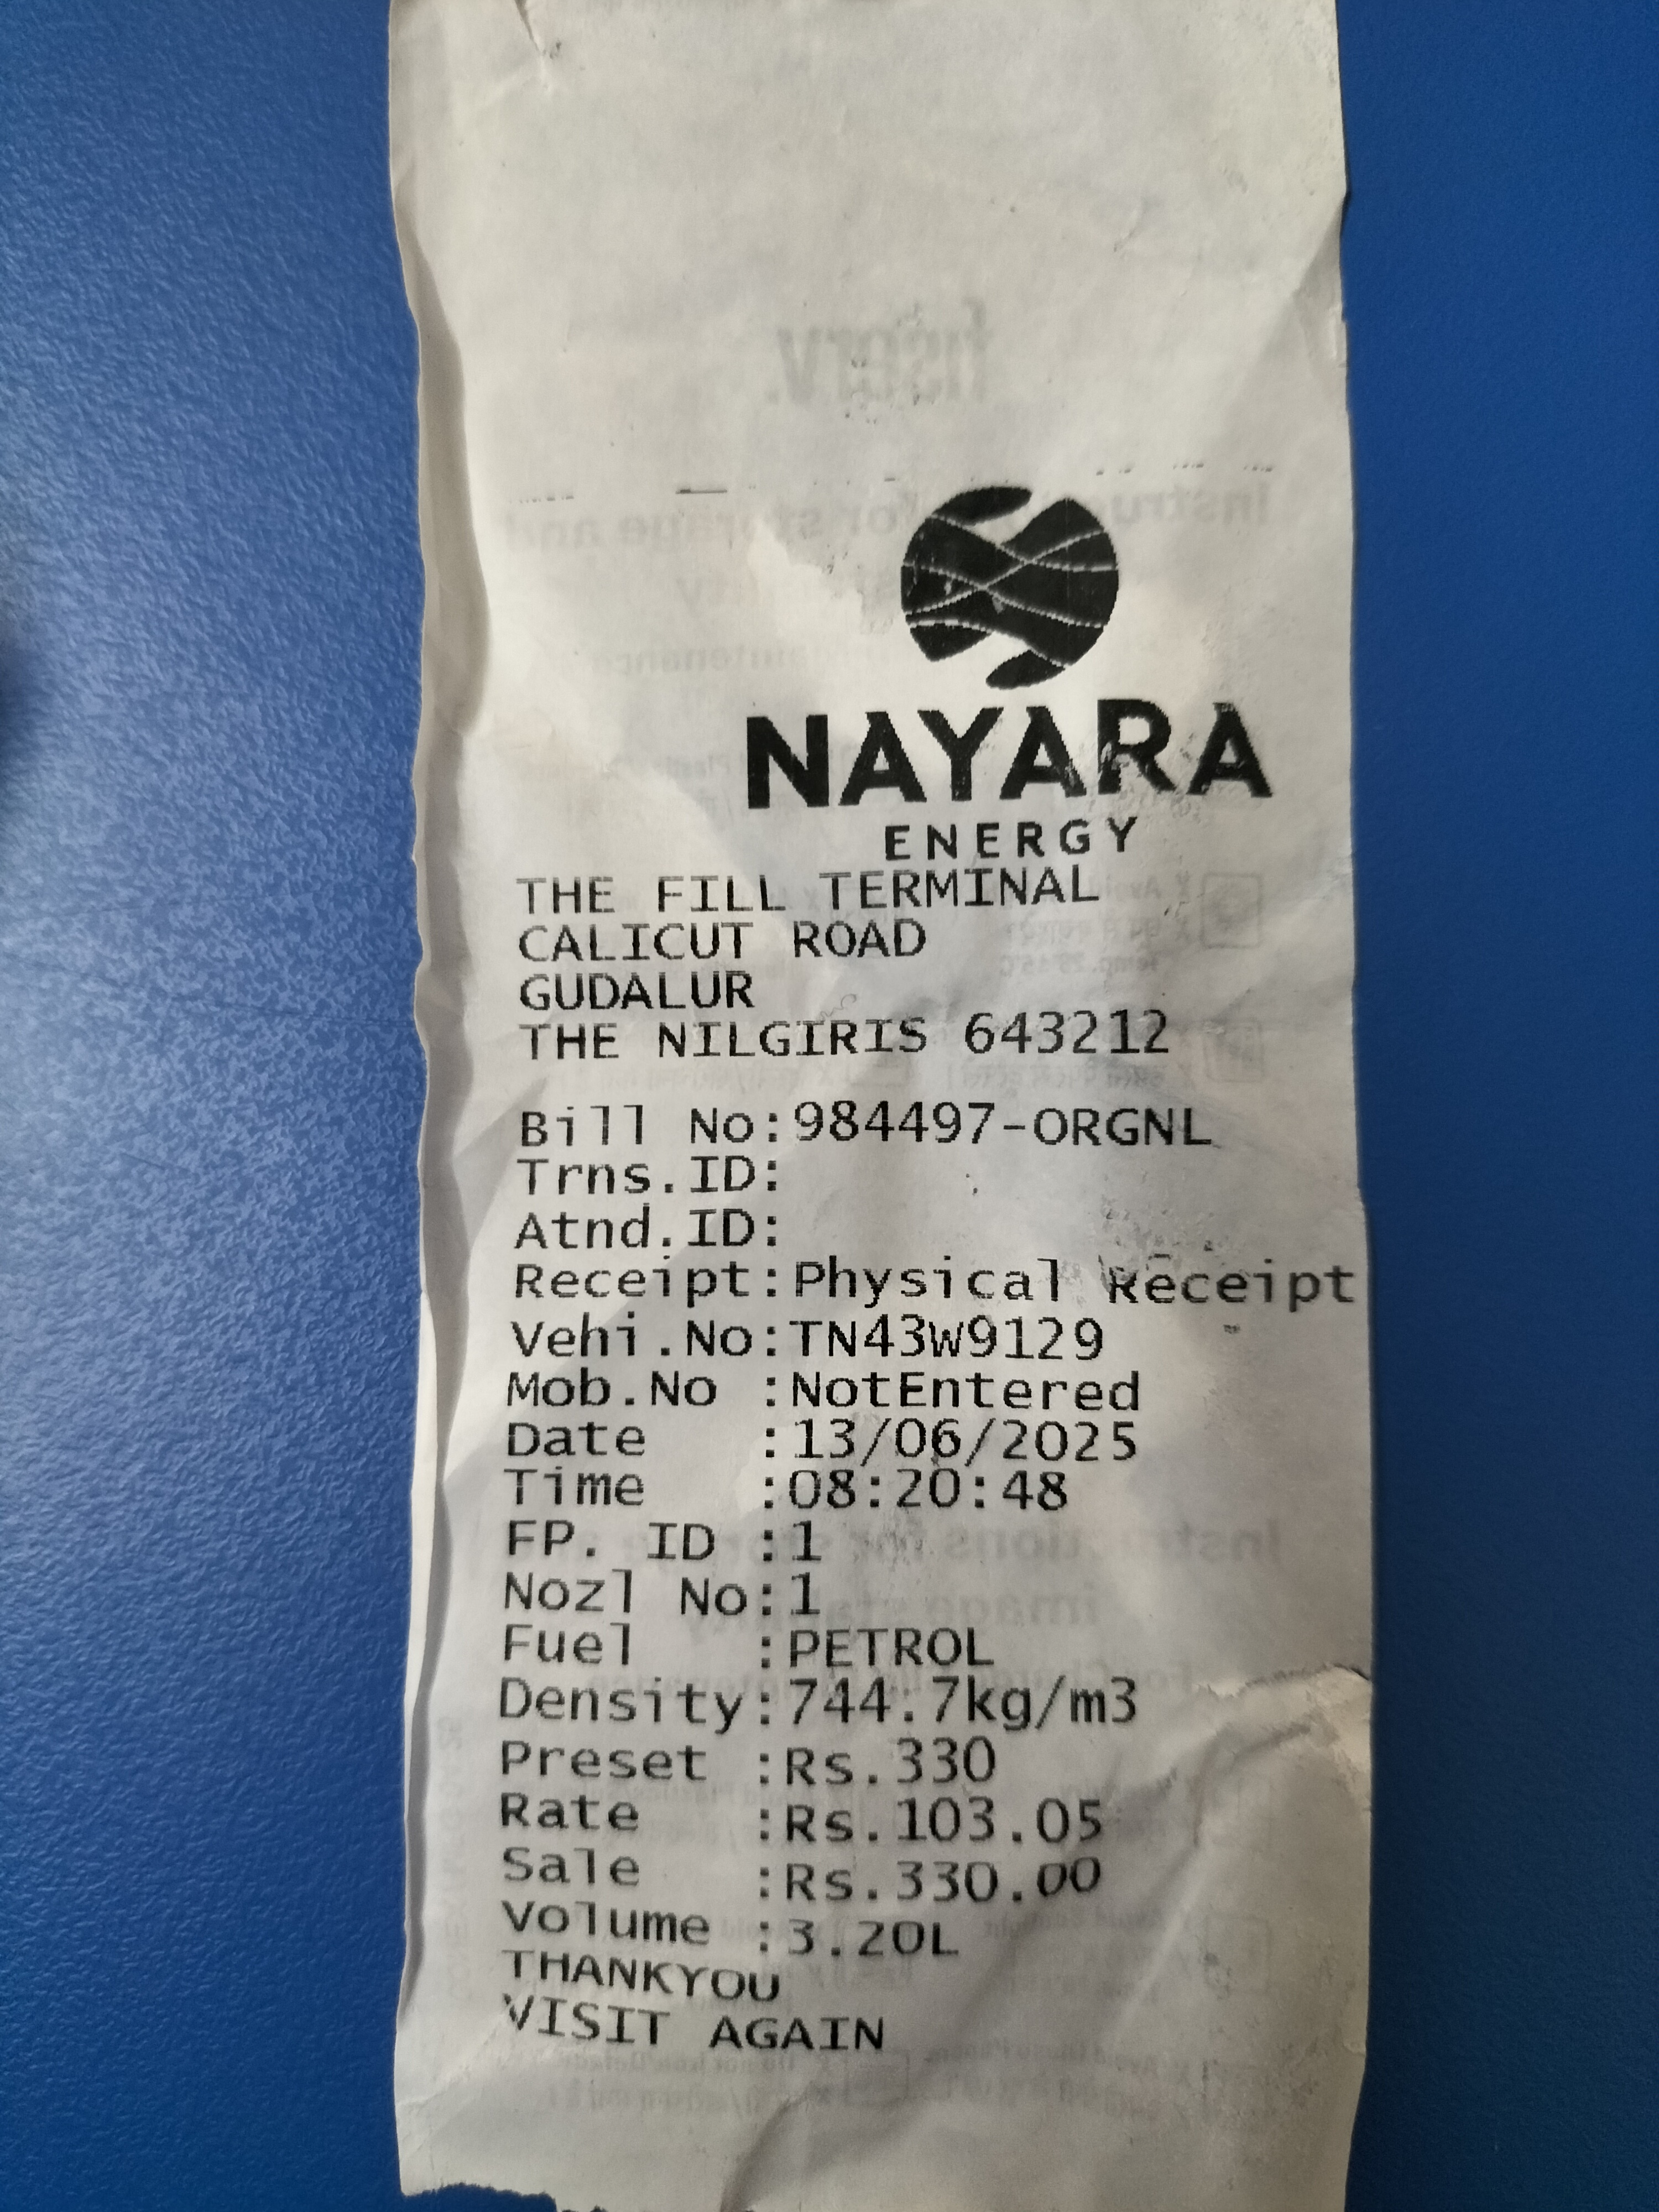 fiserv.
NAYARA
ENERGY
THE FILL TERMINAL
CALICUT ROAD
GUDALUR
THE NILGIRIS 643212
Bill No:984497-ORGNL
Trns.ID:
Atnd.ID:
Receipt:Physical Receipt
Vehi.No:TN43W9129
Mob.No :NotEntered
Date :13/06/2025
Time :08:20:48
FP. ID :1
Nozl No:1
Fuel :PETROL
Density:744.7kg/m3
Preset :Rs.330
Rate :Rs.103.05
Sale :Rs.330.00
Volume :3.20L
THANKYOU
VISIT AGAIN